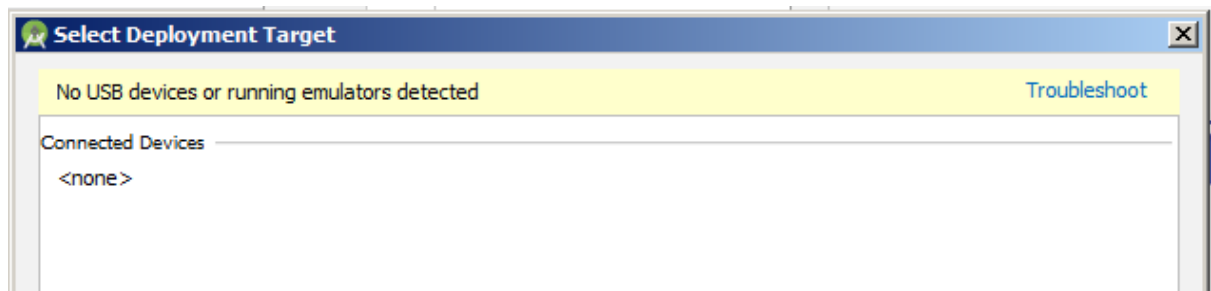 Select Deployment Target
No USB devices or running emulators detected Troubleshoot
Connected Devices
<none>